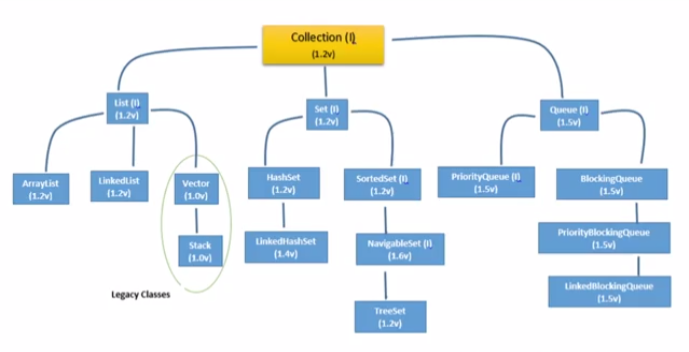 Collection (I)
(1.2v)
List (I)
(1.2v)
Set (I)
(1.2v)
Queue (I)
(1.5v)
ArrayList
(1.2v)
LinkedList
(1.2v)
Vector
(1.0v)
HashSet
(1.2v)
SortedSet (I)
(1.2v)
PriorityQueue (I)
(1.5v)
BlockingQueue
(1.5v)
Stack
(1.0v)
LinkedHashSet
(1.4v)
NavigableSet (I)
(1.6v)
PriorityBlockingQueue
(1.5v)
LinkedBlockingQueue
(1.5v)
Legacy Classes
TreeSet
(1.2v)